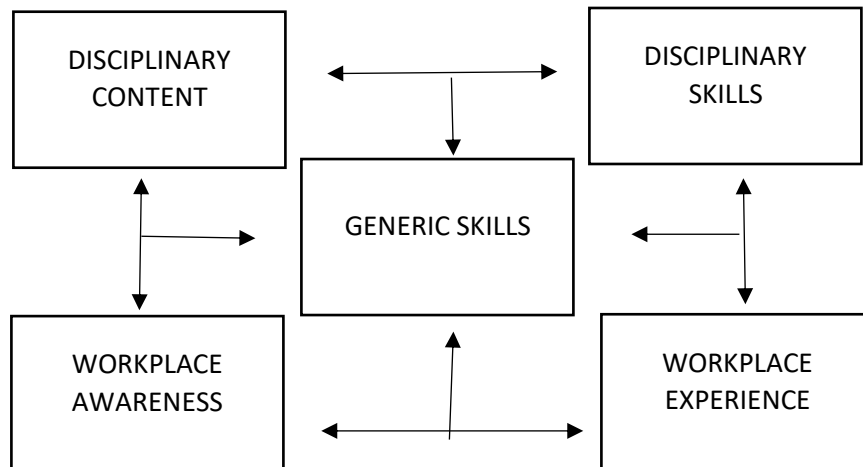 DISCIPLINARY
CONTENT
DISCIPLINARY
SKILLS
GENERIC SKILLS
WORKPLACE
AWARENESS
WORKPLACE
EXPERIENCE